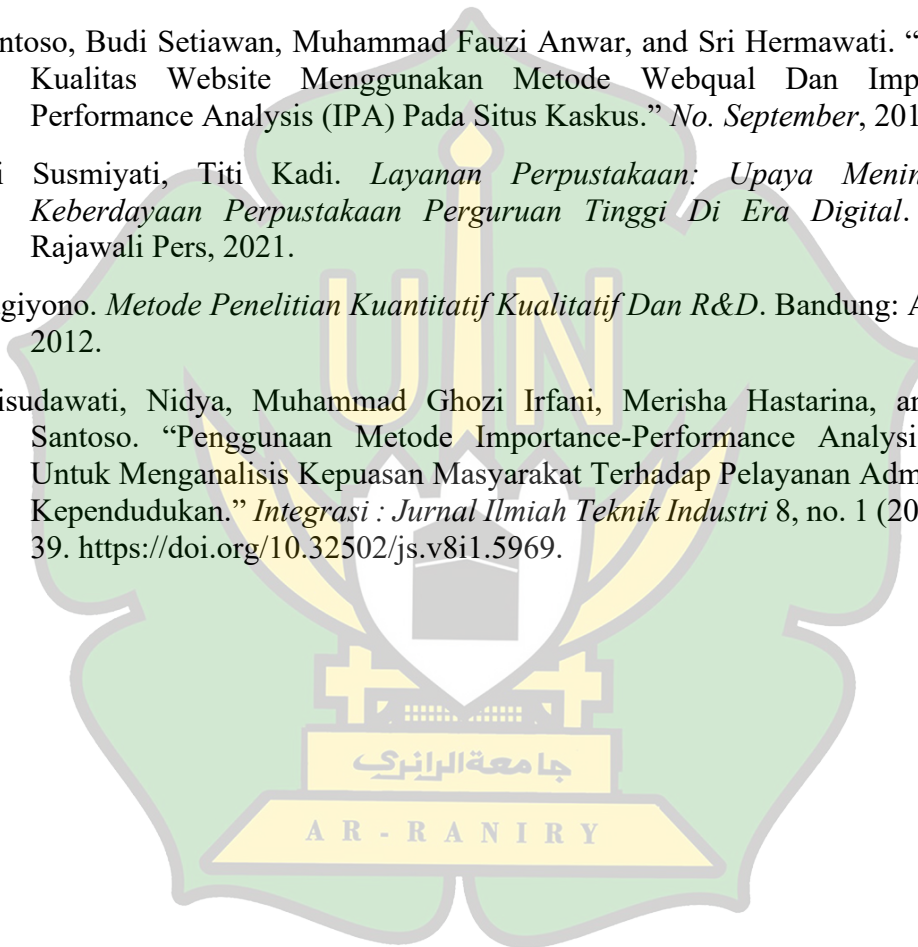 ntoso, Budi Setiawan, Muhammad Fauzi Anwar, and Sri Hermawati. “
Kualitas Website Menggunakan Metode Webqual Dan Imp
Performance Analysis (IPA) Pada Situs Kaskus.” No. September, 201
i Susmiyati, Titi Kadi. Layanan Perpustakaan: Upaya Menin
Keberdayaan Perpustakaan Perguruan Tinggi Di Era Digital.
Rajawali Pers, 2021.
giyono. Metode Penelitian Kuantitatif Kualitatif Dan R&D. Bandung: A
2012.
isudawati, Nidya, Muhammad Ghozi Irfani, Merisha Hastarina, an
Santoso. “Penggunaan Metode Importance-Performance Analysi
Untuk Menganalisis Kepuasan Masyarakat Terhadap Pelayanan Adm
Kependudukan.” Integrasi : Jurnal Ilmiah Teknik Industri 8, no. 1 (20
39. https://doi.org/10.32502/js.v8i1.5969.
UIN
جامعةالرانري
AR-RANIRY